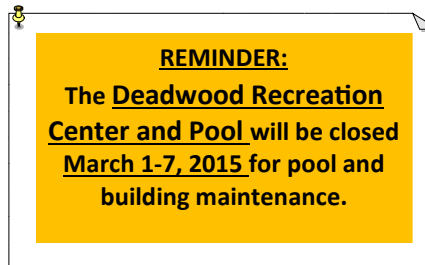 REMINDER:
The Deadwood Recreation
Center and Pool will be closed
March 1-7, 2015 for pool and
building maintenance.